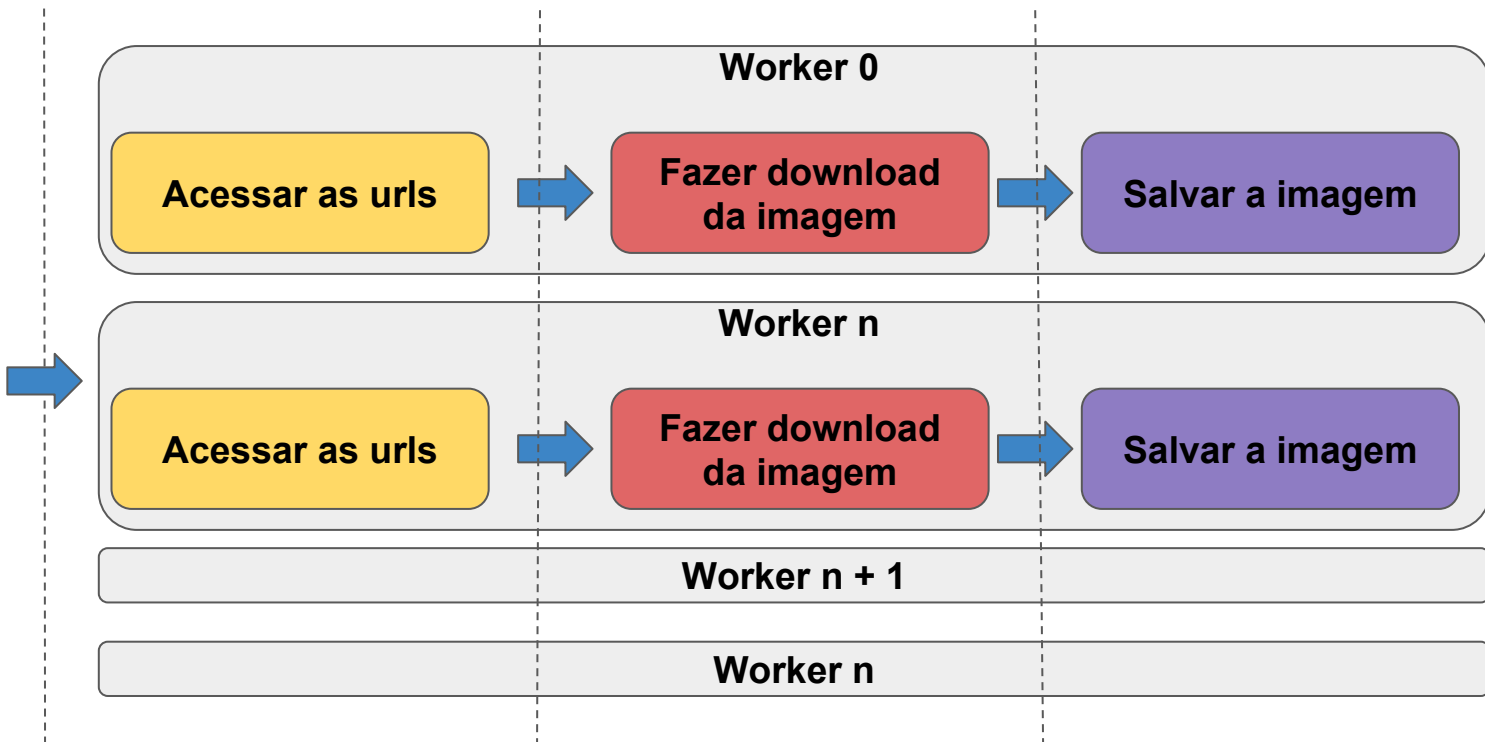 Worker 0
Acessar as urls
Fazer download
da imagem
Salvar a imagem
Worker n
Acessar as urls
Fazer download
da imagem
Salvar a imagem
Worker n + 1
Worker n